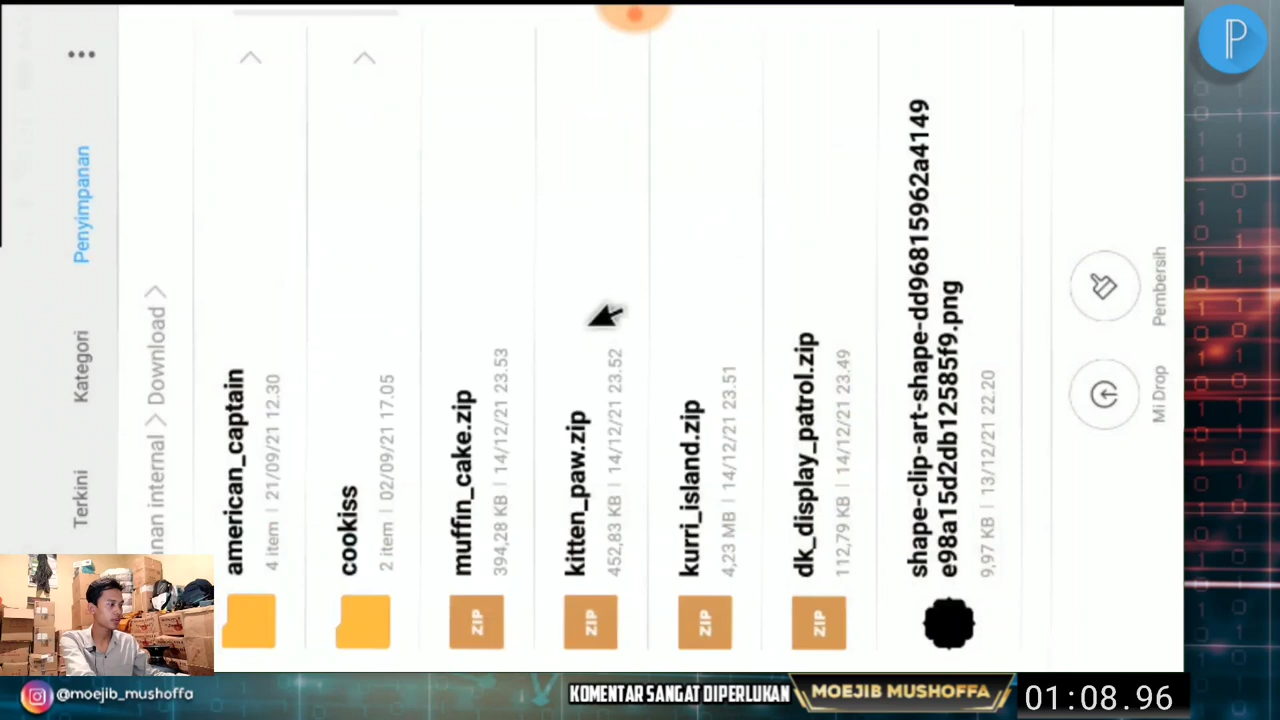 Terkini
Kategori
Penyimpanan
nan internal > Download >
american_captain
4 item | 21/09/21 12.30
cookiss
2 item | 02/09/21 17.05
ZIP
muffin_cake.zip
394,28 KB | 14/12/21 23.53
ZIP
kitten_paw.zip
452,83 KB | 14/12/21 23.52
ZIP
kurri_island.zip
4,23 MB | 14/12/21 23.51
ZIP
dk_display_patrol.zip
112,79 KB | 14/12/21 23.49
shape-clip-art-shape-dd96815962a4149
e98a15d2db12585f9.png
9,97 KB | 13/12/21 22.20
Mi Drop
Pembersih
P
@moejib_mushoffa
KOMENTAR SANGAT DIPERLUKAN
MOEJIB MUSHOFFA
01:08.96